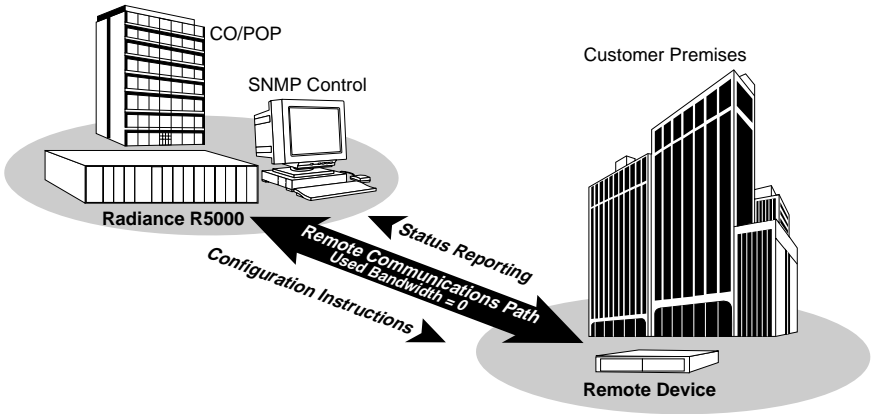 CO/POP
SNMP Control
Customer Premises
Radiance R5000
Status Reporting
Remote Communications Path
Used Bandwidth = 0
Configuration Instructions
Remote Device